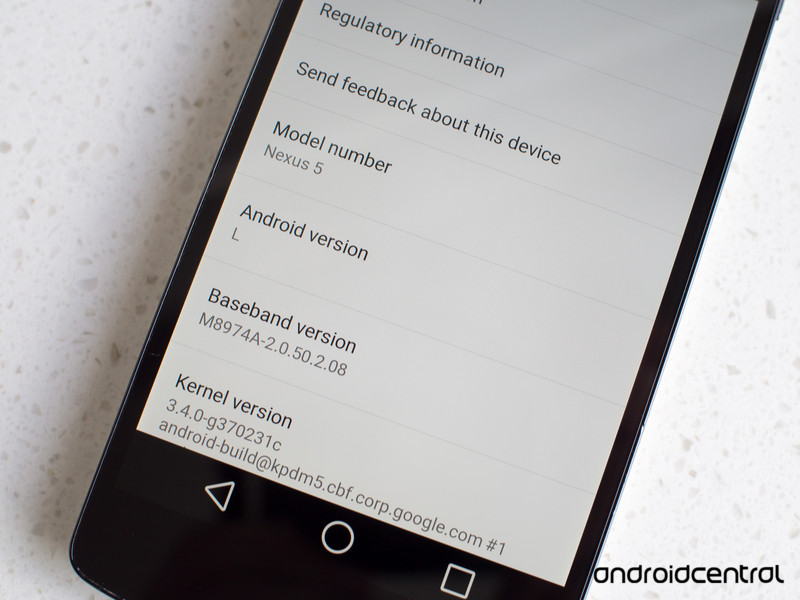 Regulatory information
Send feedback about this device
Model number
Nexus 5
Android version
L
Baseband version
M8974A-2.0.50.2.08
Kernel version
3.4.0-g370231c
android-build@kpdm5.cbf.corp.google.com #1
androidcentral